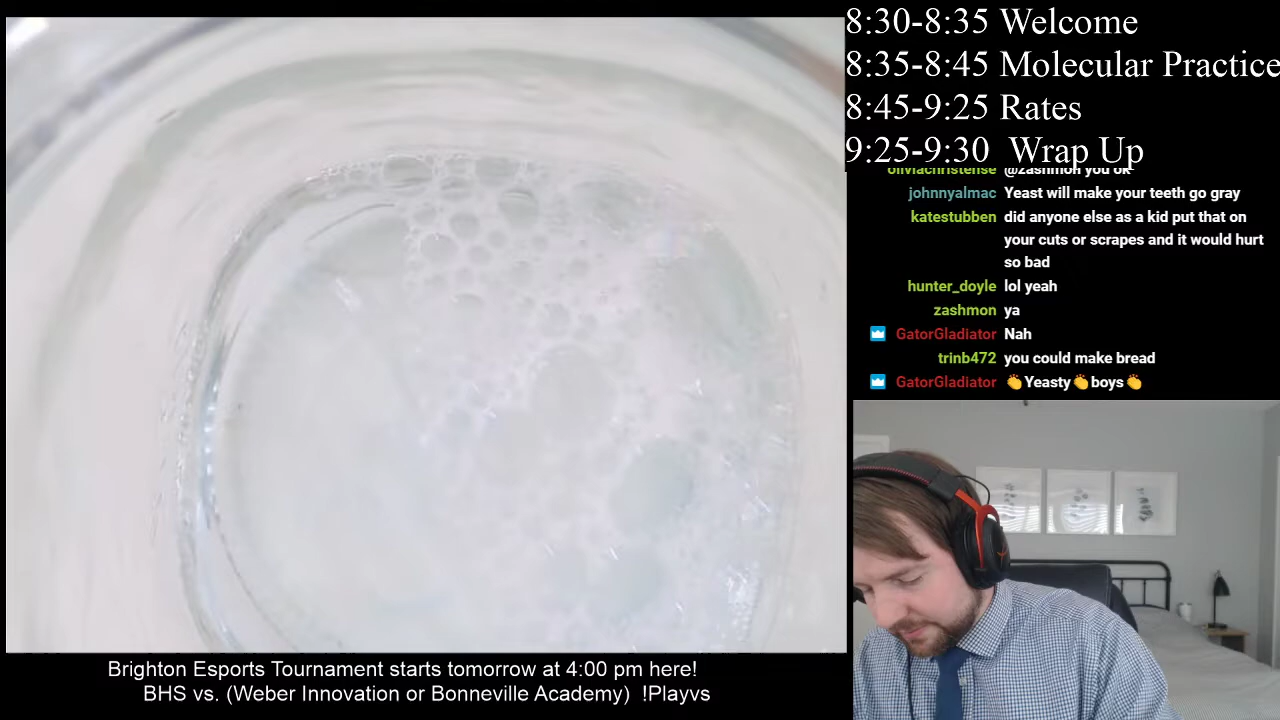 8:30-8:35 Welcome
8:35-8:45 Molecular Practice
8:45-9:25 Rates
9:25-9:30 Wrap Up
oliviachristense @zashmon you ok
johnnyalmac Yeast will make your teeth go gray
katestubben did anyone else as a kid put that on
your cuts or scrapes and it would hurt
so bad
hunter_doyle lol yeah
zashmon ya
GatorGladiator Nah
trinb472 you could make bread
GatorGladiator 👏Yeasty👏boys👏
Brighton Esports Tournament starts tomorrow at 4:00 pm here!
BHS vs. (Weber Innovation or Bonneville Academy) !Playvs